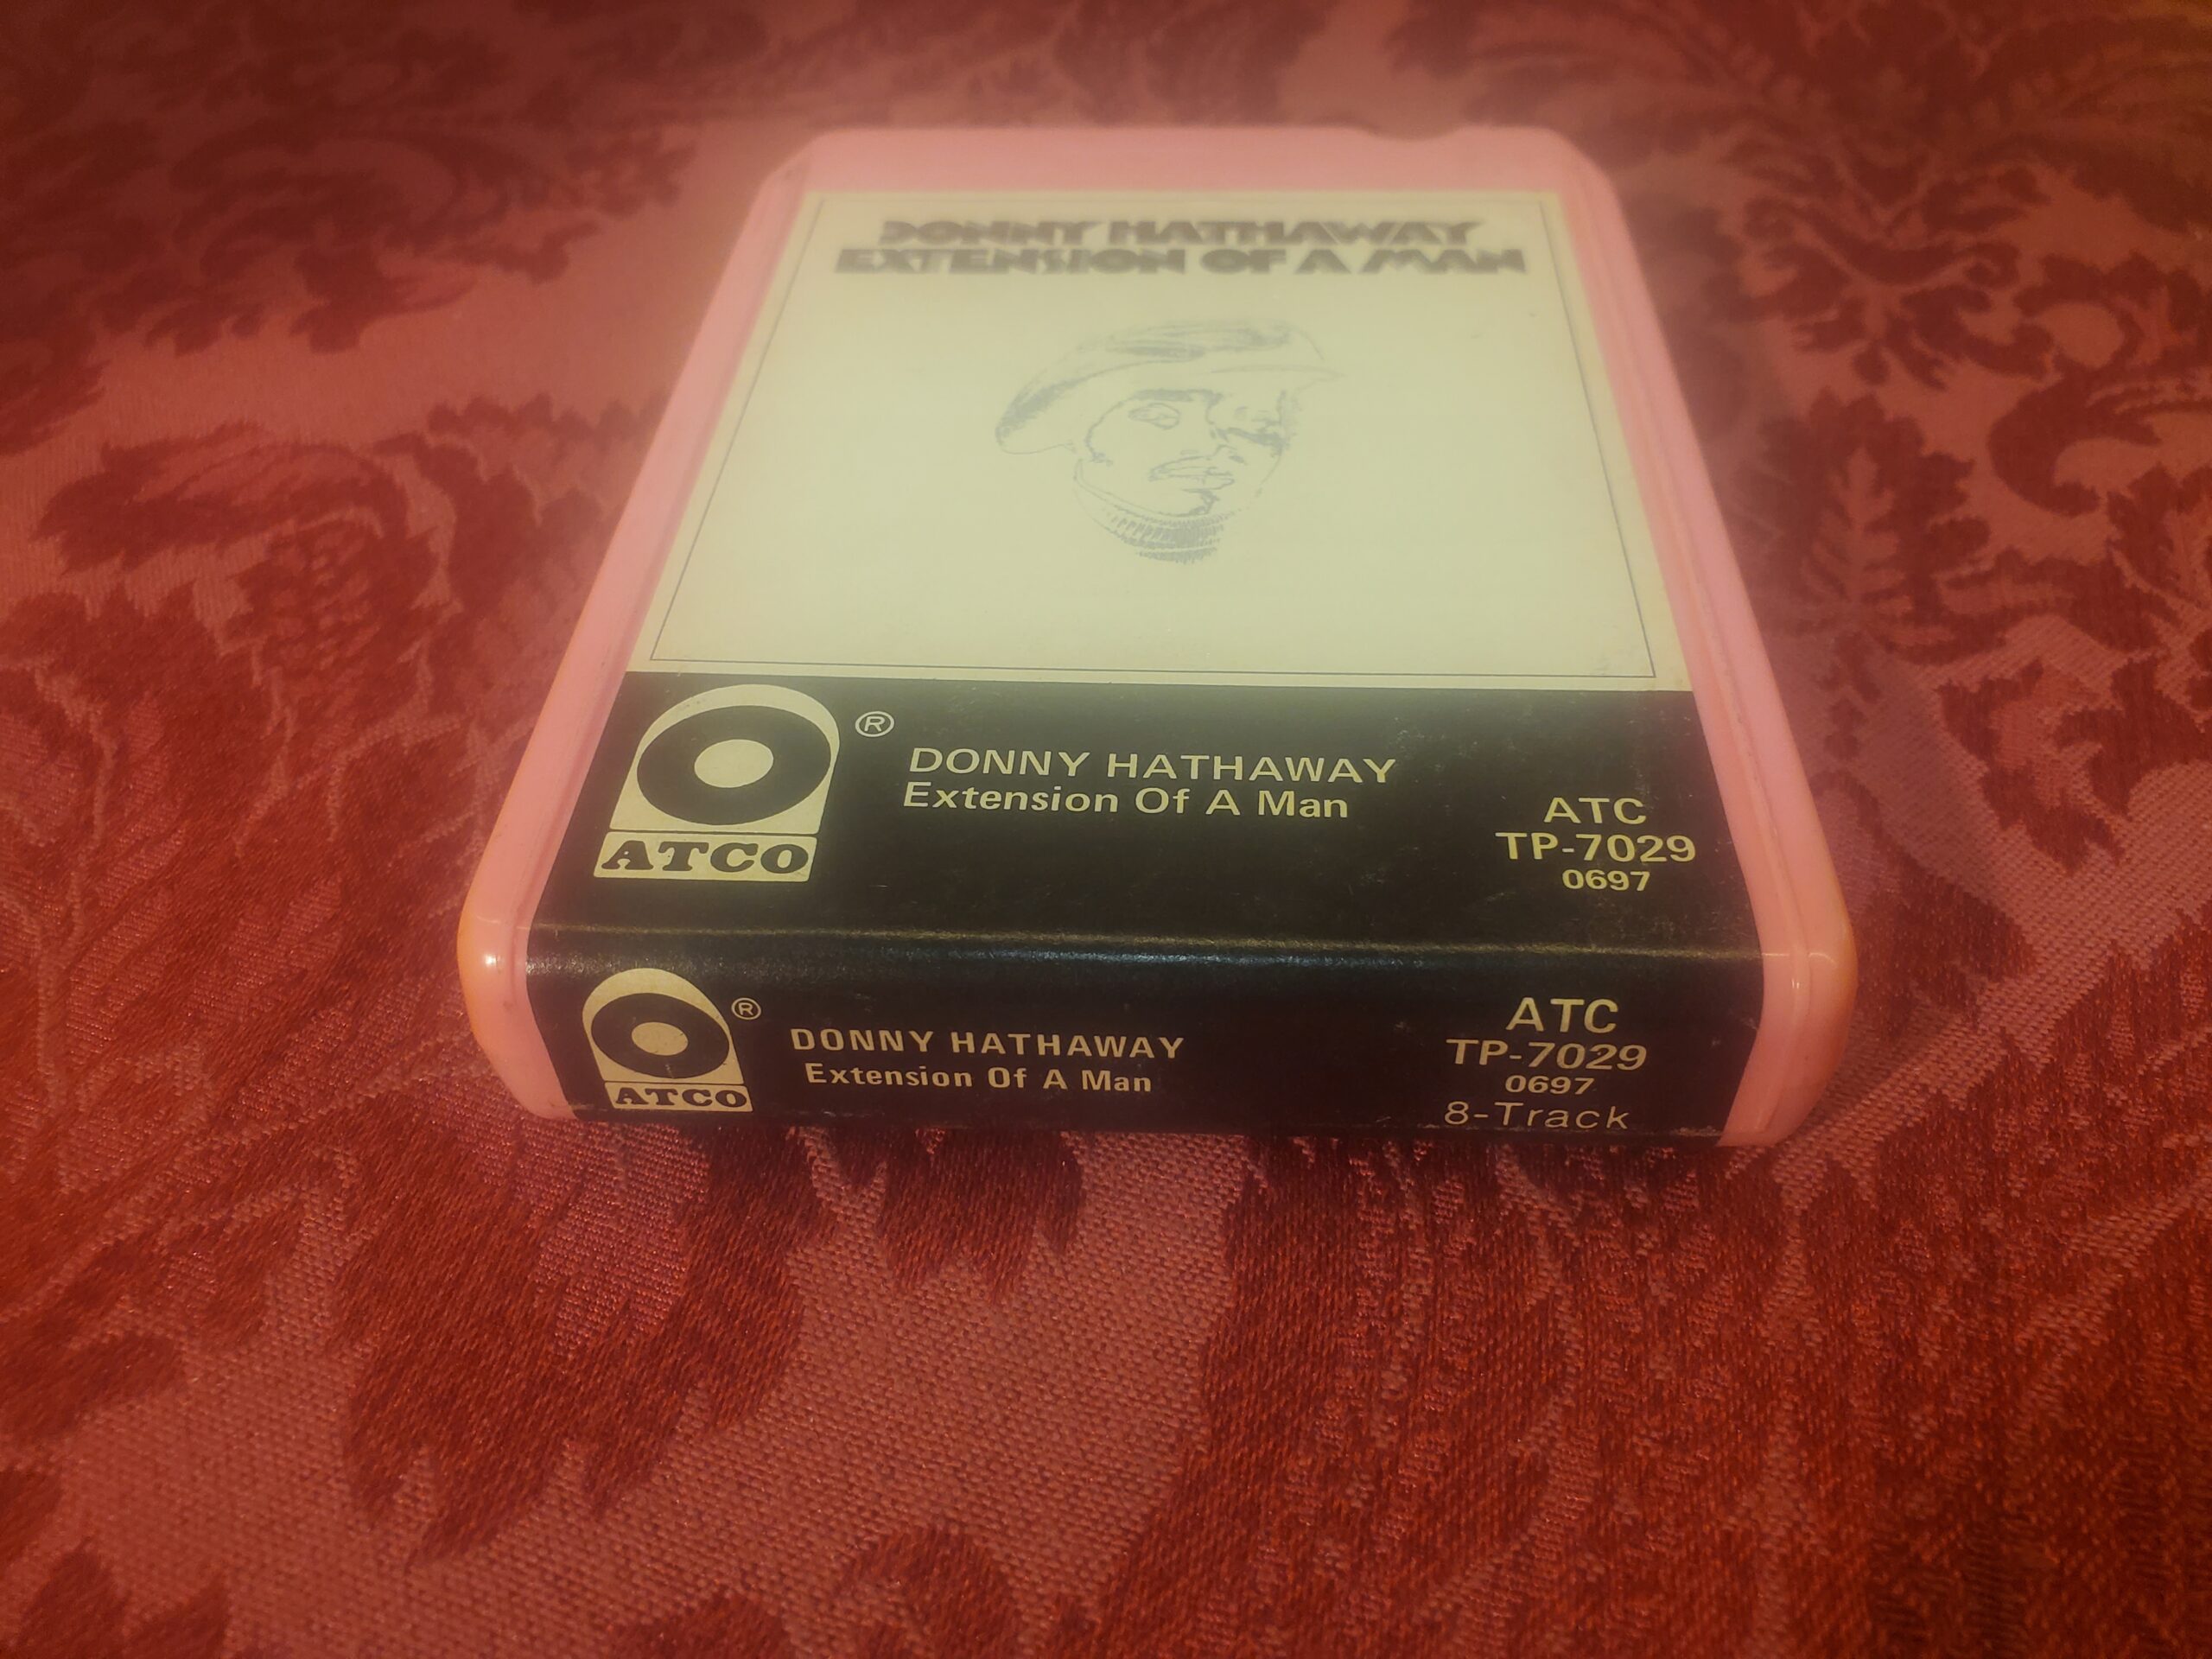 DONNY HATHAWAY
EXTENSION OF A MAN
®
DONNY HATHAWAY
Extension Of A Man
ATCO
ATC
TP-7029
0697
®
DONNY HATHAWAY
Extension Of A Man
ATCO
ATC
TP-7029
0697
8-Track